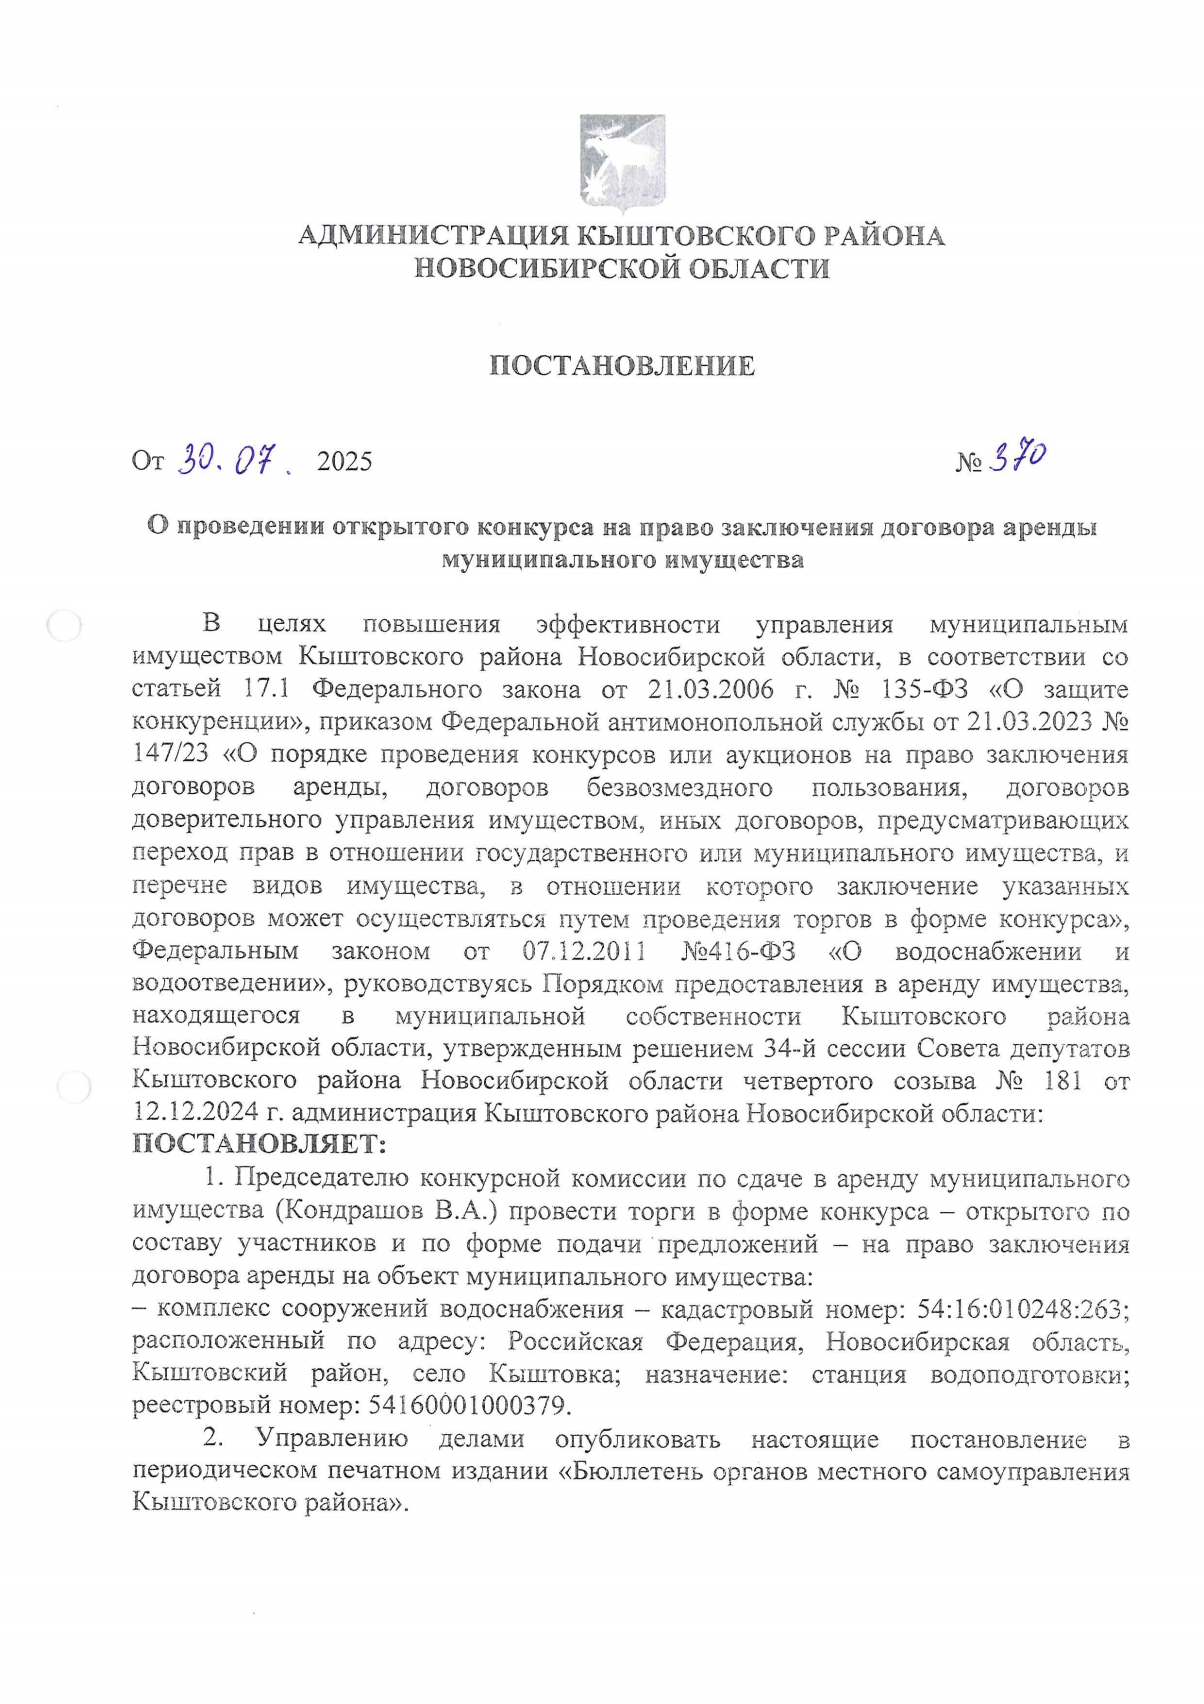 АДМИНИСТРАЦИЯ КЫШТОВСКОГО РАЙОНА
НОВОСИБИРСКОЙ ОБЛАСТИ
ПОСТАНОВЛЕНИЕ
От 30.07. 2025 № 370
О проведении открытого конкурса на право заключения договора аренды
муниципального имущества
В целях повышения эффективности управления муниципальным
имуществом Кыштовского района Новосибирской области, в соответствии со
статьей 17.1 Федерального закона от 21.03.2006 г. № 135-ФЗ «О защите
конкуренции», приказом Федеральной антимонопольной службы от 21.03.2023 №
147/23 «О порядке проведения конкурсов или аукционов на право заключения
договоров аренды, договоров безвозмездного пользования, договоров
доверительного управления имуществом, иных договоров, предусматривающих
переход прав в отношении государственного или муниципального имущества, и
перечне видов имущества, в отношении которого заключение указанных
договоров может осуществляться путем проведения торгов в форме конкурса»,
Федеральным законом от 07.12.2011 №416-ФЗ «О водоснабжении и
водоотведении», руководствуясь Порядком предоставления в аренду имущества,
находящегося в муниципальной собственности Кыштовского района
Новосибирской области, утвержденным решением 34-й сессии Совета депутатов
Кыштовского района Новосибирской области четвертого созыва № 181 от
12.12.2024 г. администрация Кыштовского района Новосибирской области:
ПОСТАНОВЛЯЕТ:
1. Председателю конкурсной комиссии по сдаче в аренду муниципального
имущества (Кондрашов В.А.) провести торги в форме конкурса – открытого по
составу участников и по форме подачи предложений – на право заключения
договора аренды на объект муниципального имущества:
– комплекс сооружений водоснабжения – кадастровый номер: 54:16:010248:263;
расположенный по адресу: Российская Федерация, Новосибирская область,
Кыштовский район, село Кыштовка; назначение: станция водоподготовки;
реестровый номер: 54160001000379.
2. Управлению делами опубликовать настоящие постановление в
периодическом печатном издании «Бюллетень органов местного самоуправления
Кыштовского района».